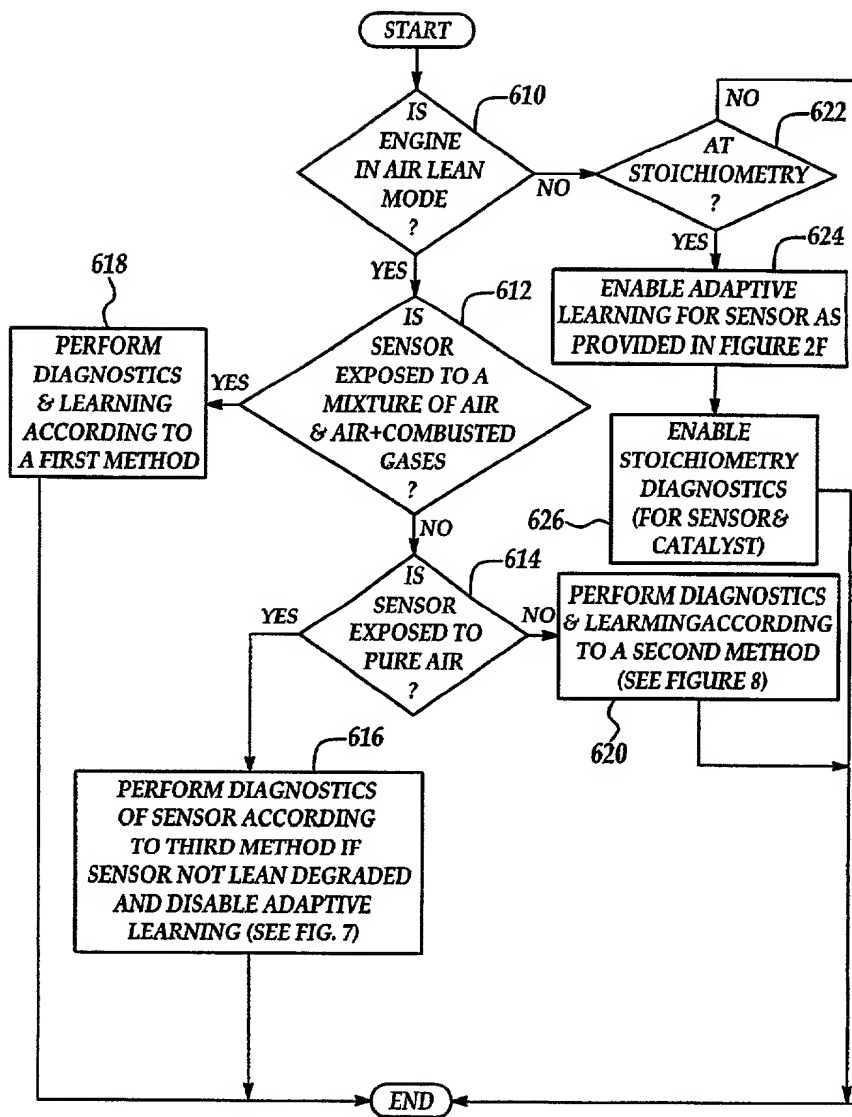 START
610
IS
ENGINE
IN AIR LEAN
MODE
?
NO
YES
NO
622
AT
STOICHIOMETRY
?
YES
624
ENABLE ADAPTIVE
LEARNING FOR SENSOR AS
PROVIDED IN FIGURE 2F
626
ENABLE
STOICHIOMETRY
DIAGNOSTICS
(FOR SENSOR&
CATALYST)
612
IS
SENSOR
EXPOSED TO A
MIXTURE OF AIR
& AIR+COMBUSTED
GASES
?
YES
NO
618
PERFORM
DIAGNOSTICS
& LEARNING
ACCORDING TO
A FIRST METHOD
614
IS
SENSOR
EXPOSED TO
PURE AIR
?
YES
NO
PERFORM DIAGNOSTICS
& LEARMINGACCORDING
TO A SECOND METHOD
(SEE FIGURE 8)
620
616
PERFORM DIAGNOSTICS
OF SENSOR ACCORDING
TO THIRD METHOD IF
SENSOR NOT LEAN DEGRADED
AND DISABLE ADAPTIVE
LEARNING (SEE FIG. 7)
END